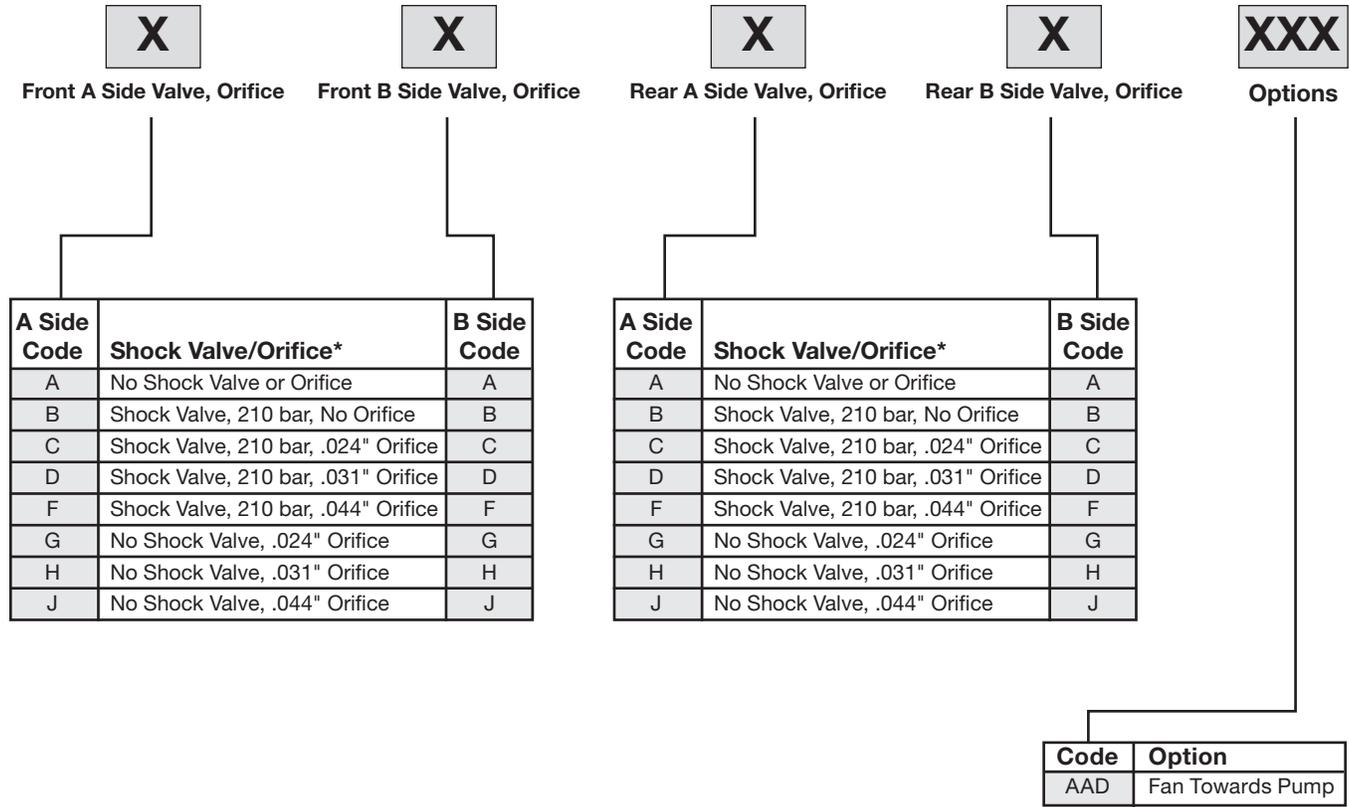 X X X X XXX
Front A Side Valve, Orifice Front B Side Valve, Orifice Rear A Side Valve, Orifice Rear B Side Valve, Orifice Options
A Side Code Shock Valve/Orifice* B Side Code
A No Shock Valve or Orifice A
B Shock Valve, 210 bar, No Orifice B
C Shock Valve, 210 bar, .024" Orifice C
D Shock Valve, 210 bar, .031" Orifice D
F Shock Valve, 210 bar, .044" Orifice F
G No Shock Valve, .024" Orifice G
H No Shock Valve, .031" Orifice H
J No Shock Valve, .044" Orifice J
A Side Code Shock Valve/Orifice* B Side Code
A No Shock Valve or Orifice A
B Shock Valve, 210 bar, No Orifice B
C Shock Valve, 210 bar, .024" Orifice C
D Shock Valve, 210 bar, .031" Orifice D
F Shock Valve, 210 bar, .044" Orifice F
G No Shock Valve, .024" Orifice G
H No Shock Valve, .031" Orifice H
J No Shock Valve, .044" Orifice J
Code Option
AAD Fan Towards Pump